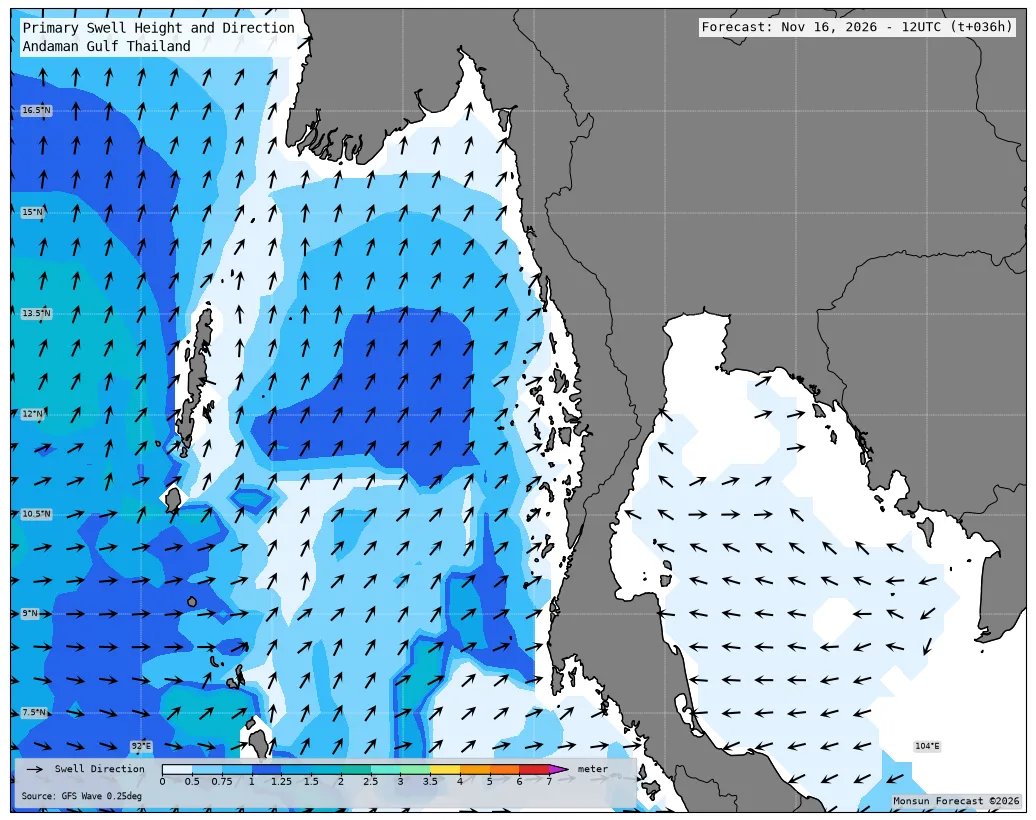 Primary Swell Height and Direction
Andaman Gulf Thailand
Forecast: Nov 16, 2026 - 12UTC (t+036h)
16.5°N
15°N
13.5°N
12°N
10.5°N
9°N
7.5°N
92°E
104°E
Swell Direction
meter
0.5 0.75 1 1.25 1.5 2 2.5 3 3.5 4 5 6 7
Source: GFS Wave 0.25deg
Monsun Forecast ©2026